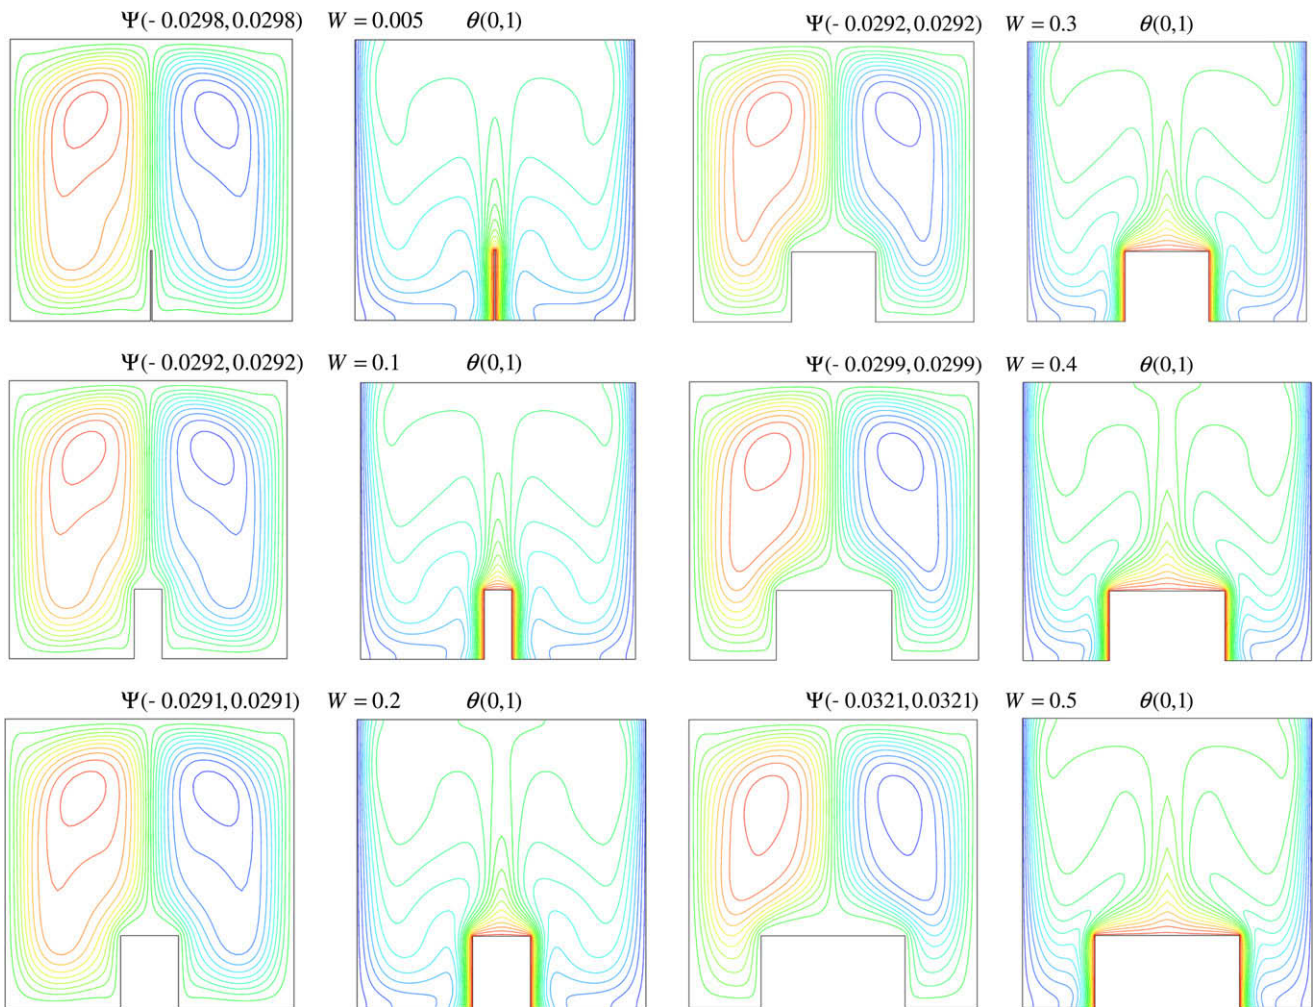 Ψ(- 0.0298, 0.0298) W = 0.005 θ(0,1)
Ψ(- 0.0292, 0.0292) W = 0.3 θ(0,1)
Ψ(- 0.0292, 0.0292) W = 0.1 θ(0,1)
Ψ(- 0.0299, 0.0299) W = 0.4 θ(0,1)
Ψ(- 0.0291, 0.0291) W = 0.2 θ(0,1)
Ψ(- 0.0321, 0.0321) W = 0.5 θ(0,1)